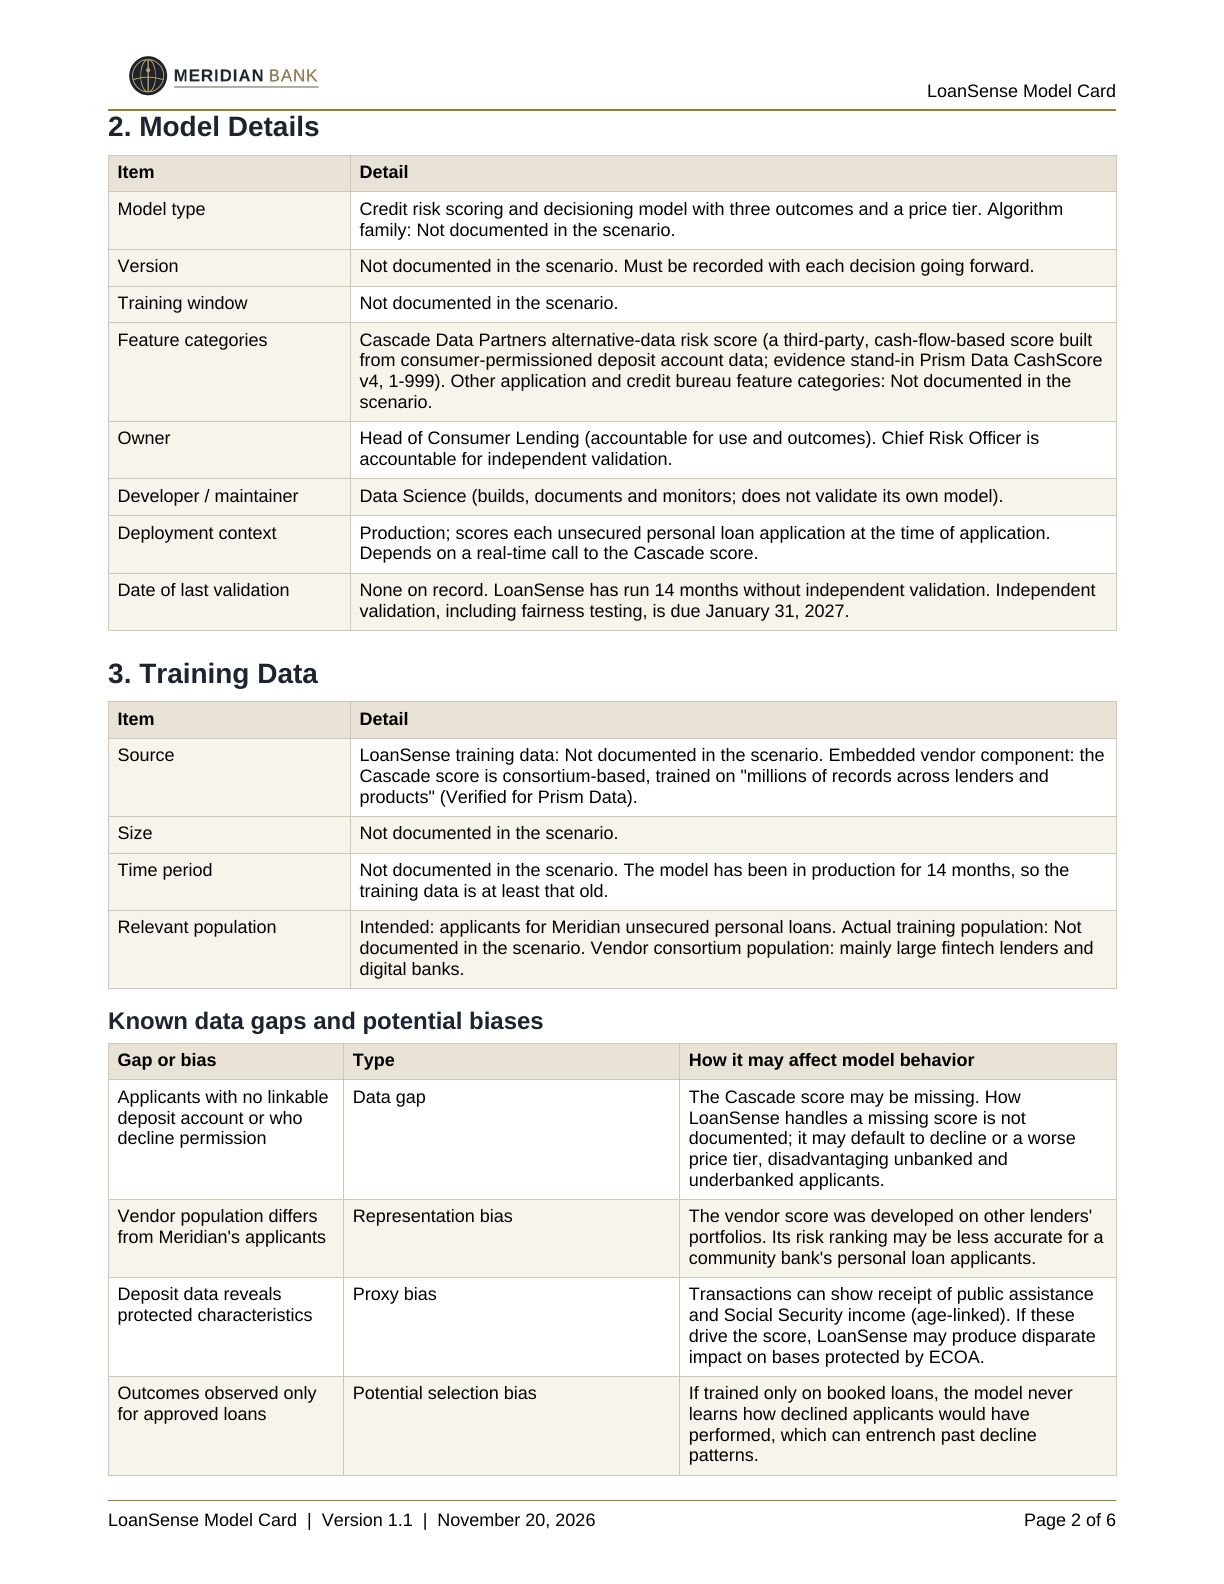 MERIDIAN BANK
LoanSense Model Card
2. Model Details
Item Detail
Model type Credit risk scoring and decisioning model with three outcomes and a price tier. Algorithm
family: Not documented in the scenario.
Version Not documented in the scenario. Must be recorded with each decision going forward.
Training window Not documented in the scenario.
Feature categories Cascade Data Partners alternative-data risk score (a third-party, cash-flow-based score built
from consumer-permissioned deposit account data; evidence stand-in Prism Data CashScore
v4, 1-999). Other application and credit bureau feature categories: Not documented in the
scenario.
Owner Head of Consumer Lending (accountable for use and outcomes). Chief Risk Officer is
accountable for independent validation.
Developer / maintainer Data Science (builds, documents and monitors; does not validate its own model).
Deployment context Production; scores each unsecured personal loan application at the time of application.
Depends on a real-time call to the Cascade score.
Date of last validation None on record. LoanSense has run 14 months without independent validation. Independent
validation, including fairness testing, is due January 31, 2027.
3. Training Data
Item Detail
Source LoanSense training data: Not documented in the scenario. Embedded vendor component: the
Cascade score is consortium-based, trained on "millions of records across lenders and
products" (Verified for Prism Data).
Size Not documented in the scenario.
Time period Not documented in the scenario. The model has been in production for 14 months, so the
training data is at least that old.
Relevant population Intended: applicants for Meridian unsecured personal loans. Actual training population: Not
documented in the scenario. Vendor consortium population: mainly large fintech lenders and
digital banks.
Known data gaps and potential biases
Gap or bias Type How it may affect model behavior
Applicants with no linkable Data gap The Cascade score may be missing. How
deposit account or who LoanSense handles a missing score is not
decline permission documented; it may default to decline or a worse
price tier, disadvantaging unbanked and
underbanked applicants.
Vendor population differs Representation bias The vendor score was developed on other lenders'
from Meridian's applicants portfolios. Its risk ranking may be less accurate for a
community bank's personal loan applicants.
Deposit data reveals Proxy bias Transactions can show receipt of public assistance
protected characteristics and Social Security income (age-linked). If these
drive the score, LoanSense may produce disparate
impact on bases protected by ECOA.
Outcomes observed only Potential selection bias If trained only on booked loans, the model never
for approved loans learns how declined applicants would have
performed, which can entrench past decline
patterns.
LoanSense Model Card | Version 1.1 | November 20, 2026 Page 2 of 6